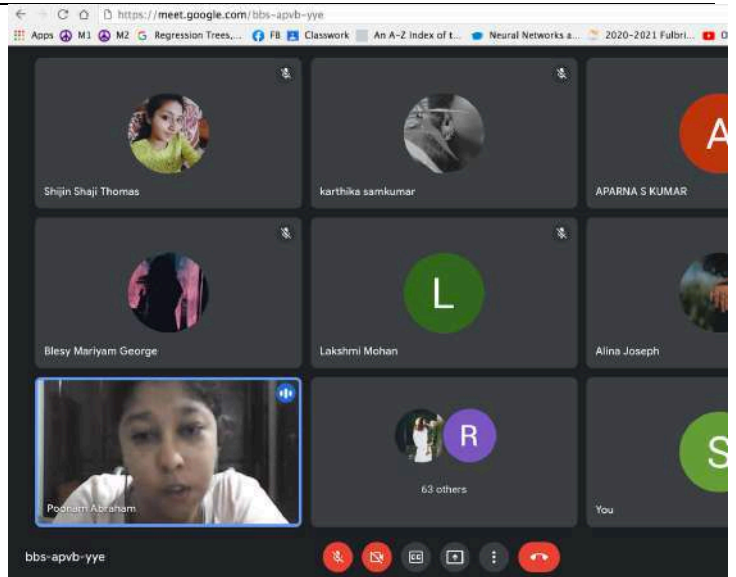 https://meet.google.com/bbs-apvb-yye
Apps M1 M2 Regression Trees,... FB Classwork An A-Z Index of t... Neural Networks a... 2020-2021 Fulbri... O
Shijin Shaji Thomas
karthika samkumar
A
APARNA S KUMAR
Blesy Mariyam George
L
Lakshmi Mohan
Alina Joseph
Poonam Abraham
R
63 others
S
You
bbs-apvb-yye
CC